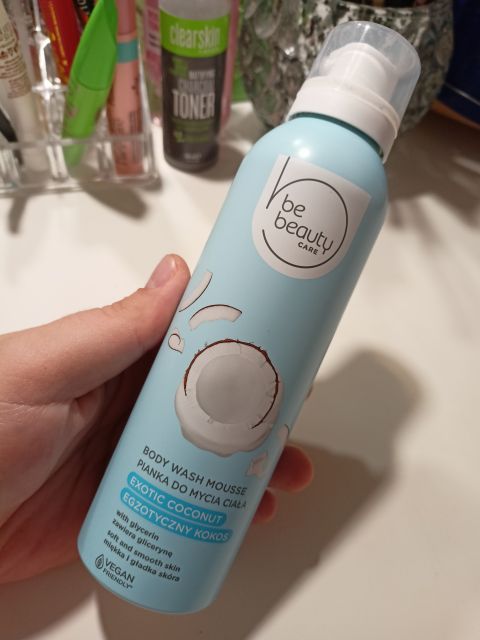 clearskin
CHARCOAL
TONER
be
beauty
CARE
BODY WASH MOUSSE
PIANKA DO MYCIA CIAŁA
EXOTIC COCONUT
EGZOTYCZNY KOKOS
with glycerin
zawiera glicerynę
soft and smooth skin
miękka i gładka skóra
VEGAN
FRIENDLY